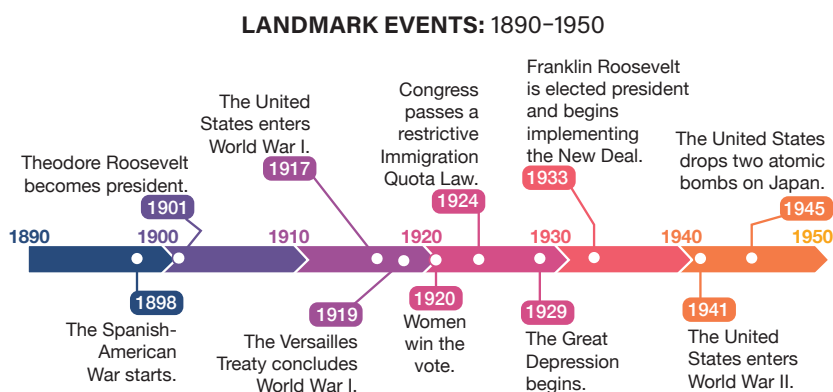 LANDMARK EVENTS: 1890–1950
Theodore Roosevelt
becomes president.
1901
The United
States enters
World War I.
1917
Congress
passes a
restrictive
Immigration
Quota Law.
1924
Franklin Roosevelt
is elected president
and begins
implementing
the New Deal.
1933
The United States
drops two atomic
bombs on Japan.
1945
1890
1900
1910
1920
1930
1940
1950
1898
The Spanish-
American
War starts.
1919
The Versailles
Treaty concludes
World War I.
1920
Women
win the
vote.
1929
The Great
Depression
begins.
1941
The United
States enters
World War II.